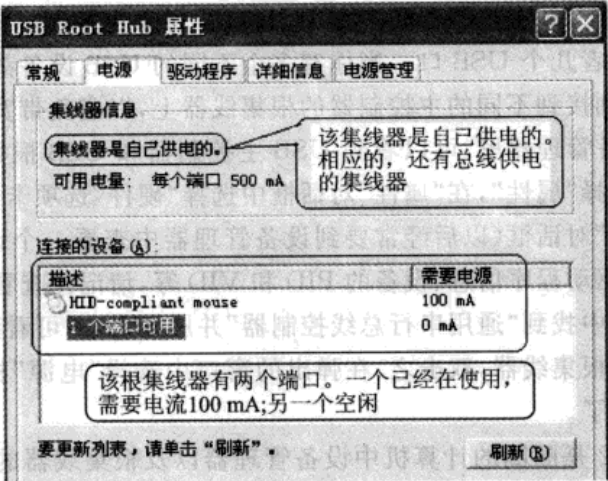 USB Root Hub 属性
常规 电源 驱动程序 详细信息 电源管理
集线器信息
集线器是自己供电的。
可用电量: 每个端口 500 mA
该集线器是自己供电的。
相应的,还有总线供电
的集线器
连接的设备(A):
描述 需要电源
HID-compliant mouse 100 mA
1 个端口可用 0 mA
该根集线器有两个端口。一个已经在使用,
需要电流100 mA;另一个空闲
要更新列表,请单击“刷新”。 刷新(R)